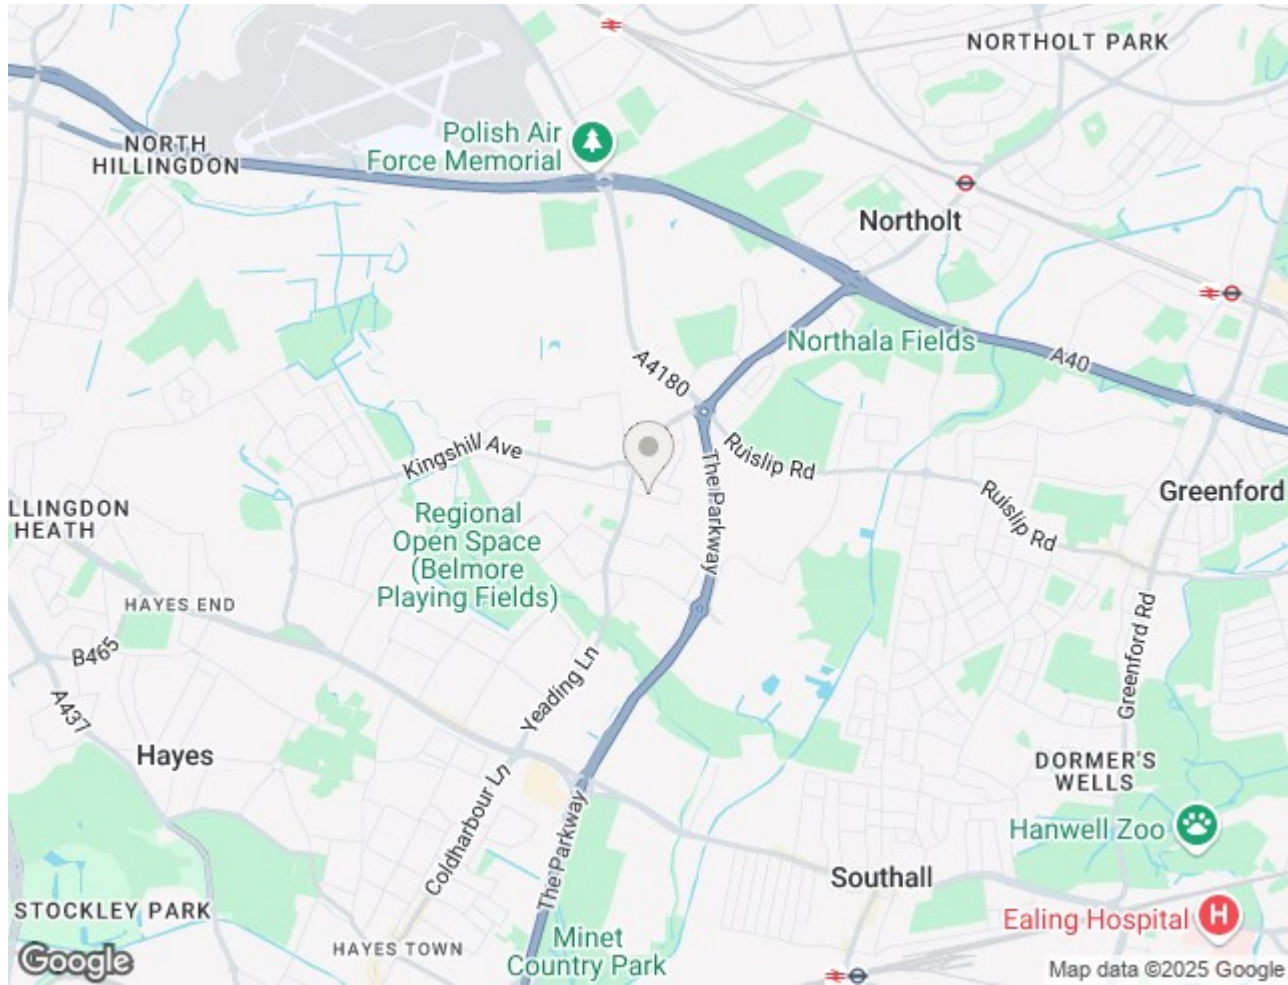 NORTHOLT PARK
Polish Air
Force Memorial
NORTH
HILLINGDON
Northolt
Northala Fields
A40
A4180
Kingshill Ave
Ruislip Rd
The Parkway
Ruislip Rd
Greenford
LLINGDON
HEATH
Regional
Open Space
(Belmore
Playing Fields)
HAYES END
B465
A437
Yeading Ln
Greenford Rd
Hayes
DORMER'S
WELLS
Coldharbour Ln
Hanwell Zoo
The Parkway
Southall
STOCKLEY PARK
Ealing Hospital
H
HAYES TOWN
Minet
Country Park
Google
Map data ©2025 Google